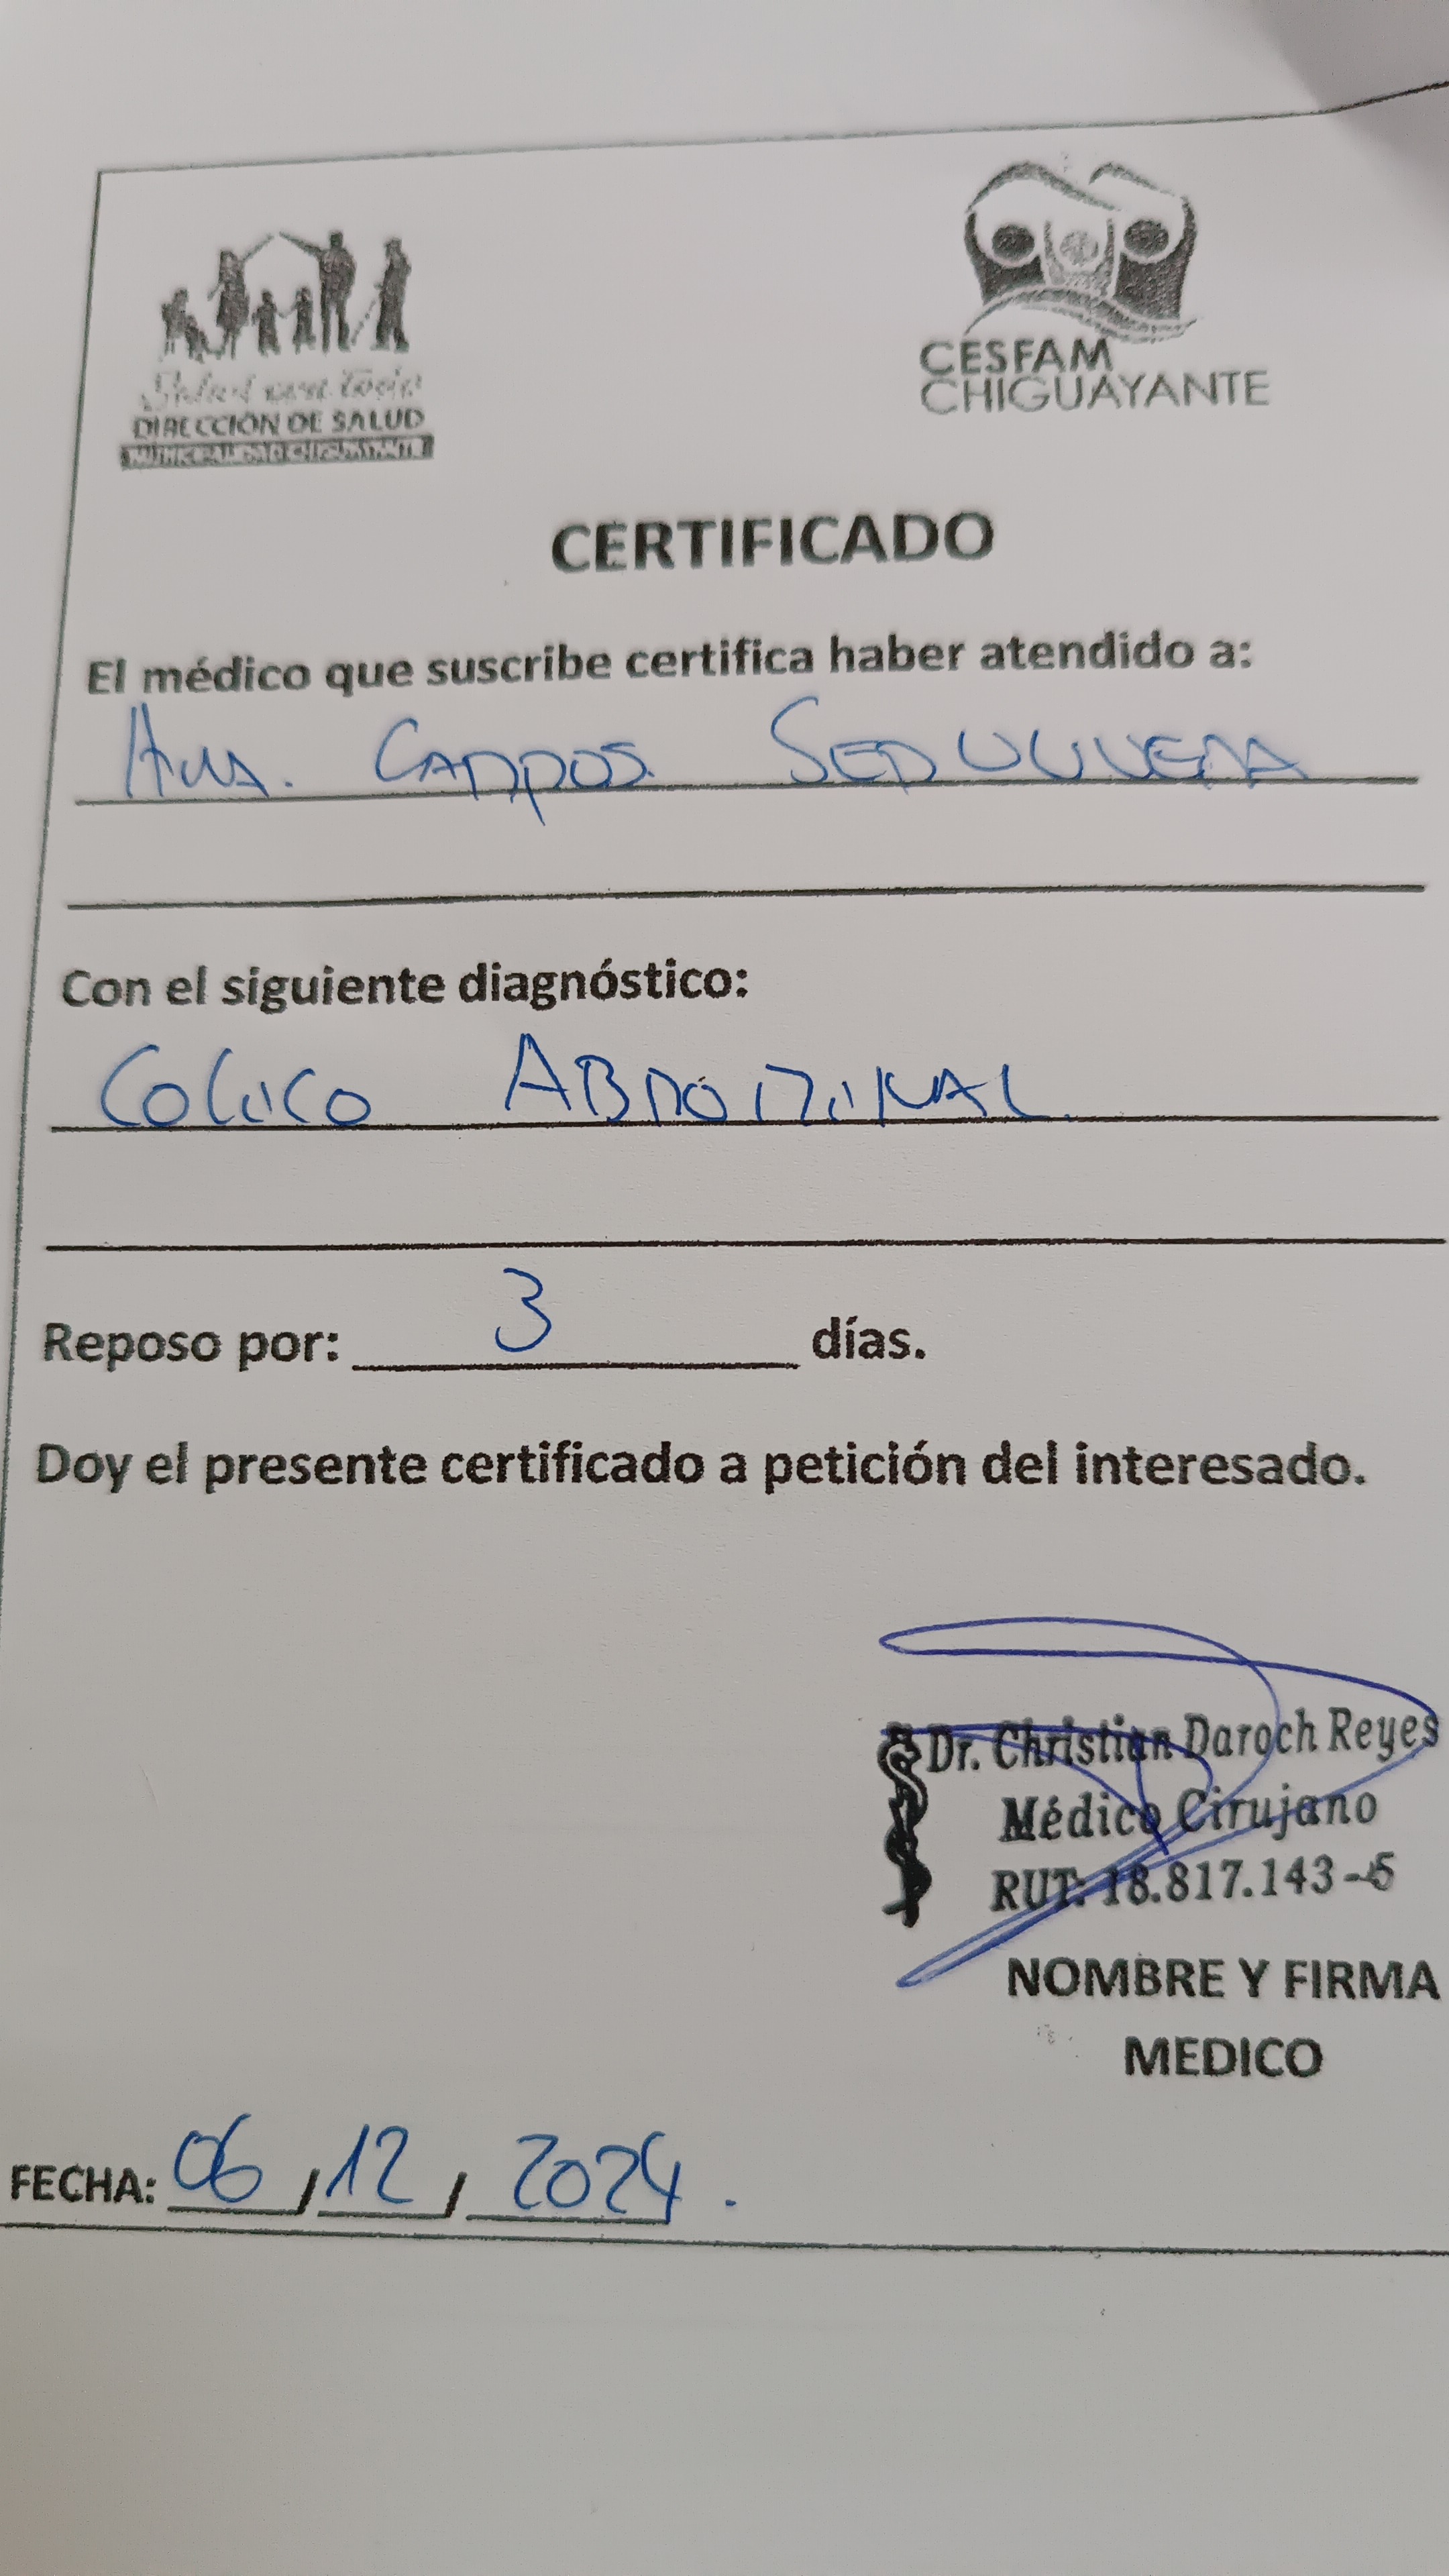 Salud para Todos
DIRECCIÓN DE SALUD
MUNICIPALIDAD CHIGUAYANTE
CESFAM
CHIGUAYANTE
CERTIFICADO
El médico que suscribe certifica haber atendido a:
CAMPOS
Con el siguiente diagnóstico:
COLICO ABDOMINAL
Reposo por: 3 días.
Doy el presente certificado a petición del interesado.
Dr. Christian Daroch Reyes
Médico Cirujano
RUT: 18.817.143-5
NOMBRE Y FIRMA
MEDICO
FECHA: 06/12/2024.